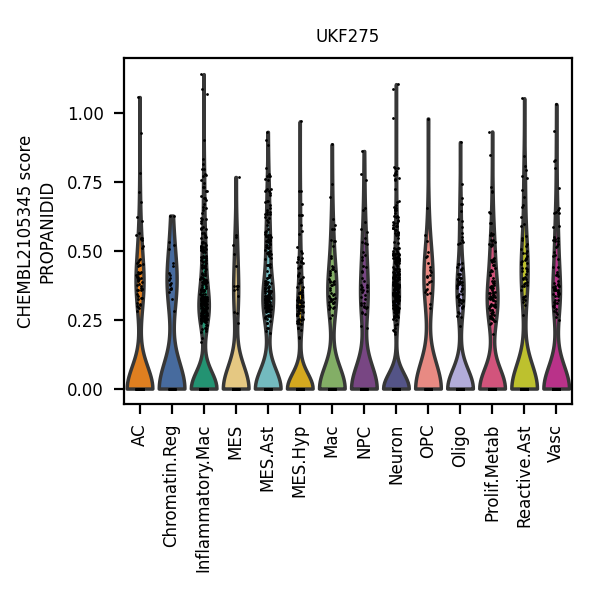 UKF275
CHEMBL2105345 score
PROPANIDID
1.00
0.75
0.50
0.25
0.00
AC
Chromatin.Reg
Inflammatory.Mac
MES
MES.Ast
MES.Hyp
Mac
NPC
Neuron
OPC
Oligo
Prolif.Metab
Reactive.Ast
Vasc